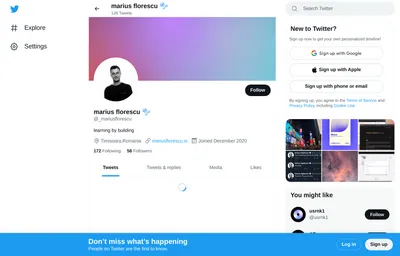 marius florescu
124 Tweets
Search Twitter
Explore
Settings
Follow
marius florescu
@_mariusflorescu
learning by building
Timisoara,Romania mariusflorescu.io Joined December 2020
172 Following 58 Followers
Tweets Tweets & replies Media Likes
New to Twitter?
Sign up now to get your own personalized timeline!
Sign up with Google
Sign up with Apple
Sign up with phone or email
By signing up, you agree to the Terms of Service and
Privacy Policy, including Cookie Use.
You might like
usrnk1
@usrnk1
Follow
Don't miss what's happening
People on Twitter are the first to know.
Log in
Sign up